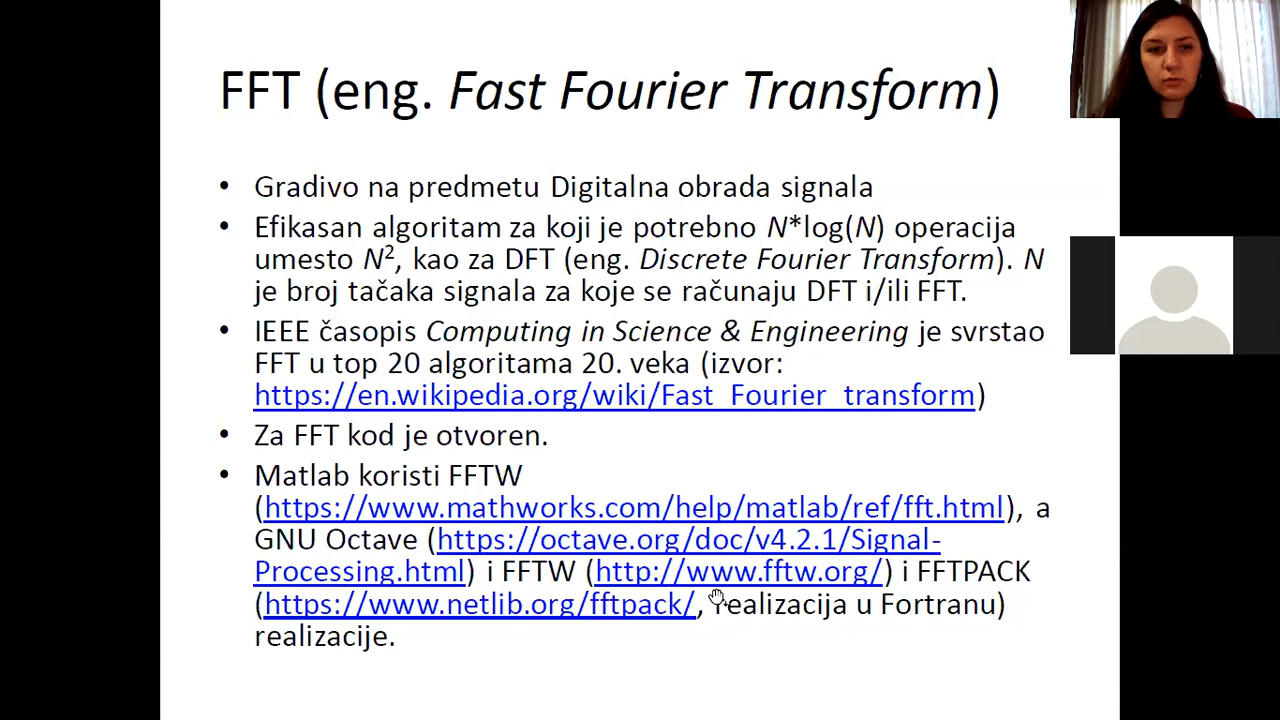 FFT (eng. Fast Fourier Transform)
• Gradivo na predmetu Digitalna obrada signala
• Efikasan algoritam za koji je potrebno N*log(N) operacija
umesto N², kao za DFT (eng. Discrete Fourier Transform). N
je broj tačaka signala za koje se računaju DFT i/ili FFT.
• IEEE časopis Computing in Science & Engineering je svrstao
FFT u top 20 algoritama 20. veka (izvor:
https://en.wikipedia.org/wiki/Fast_Fourier_transform)
• Za FFT kod je otvoren.
• Matlab koristi FFTW
(https://www.mathworks.com/help/matlab/ref/fft.html), a
GNU Octave (https://octave.org/doc/v4.2.1/Signal-
Processing.html) i FFTW (http://www.fftw.org/) i FFTPACK
(https://www.netlib.org/fftpack/, realizacija u Fortranu)
realizacije.